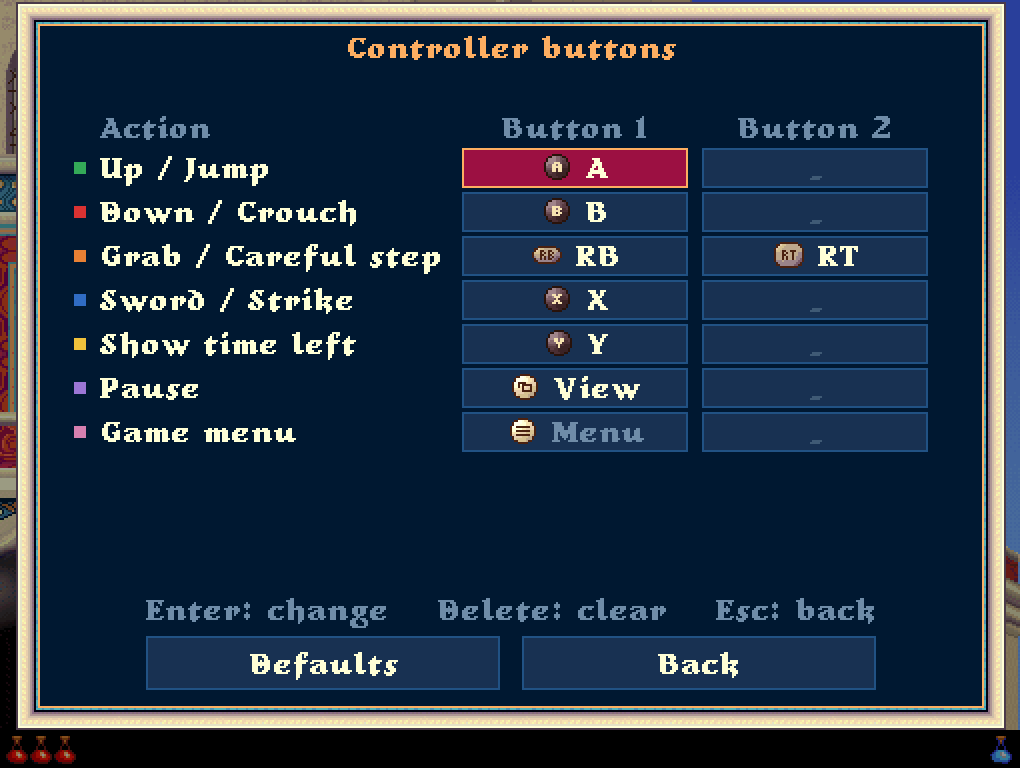 Controller buttons
Action Button 1 Button 2
Up / Jump A A _
Down / Crouch B B _
Grab / Careful step RB RB RT RT
Sword / Strike X X _
Show time left Y Y _
Pause View _
Game menu Menu _
Enter: change Delete: clear Esc: back
Defaults Back